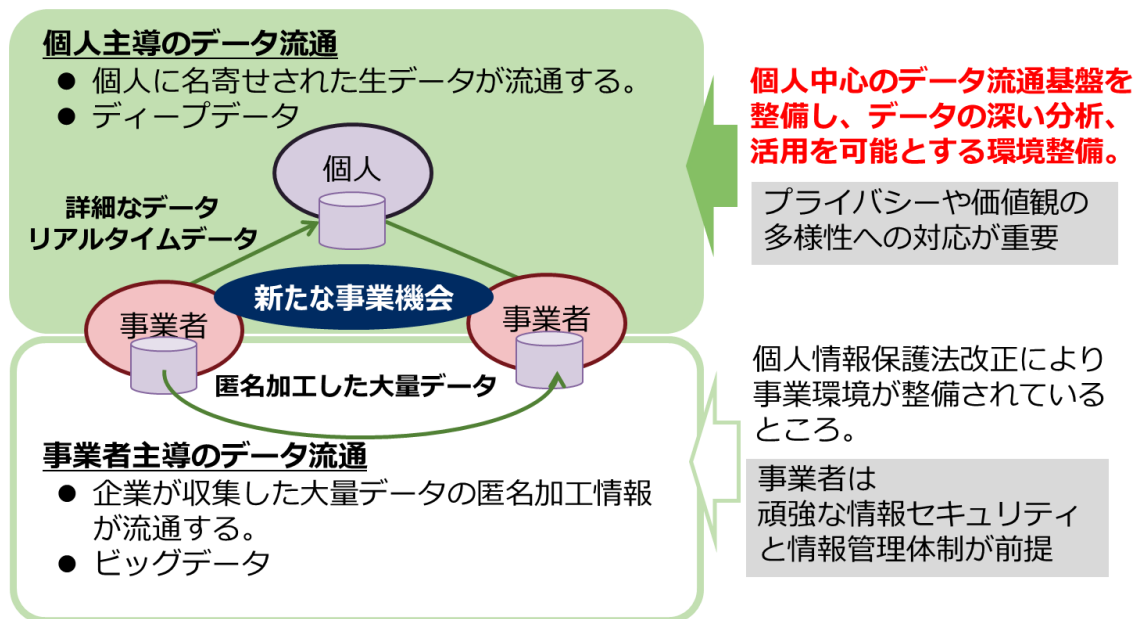 個人主導のデータ流通
● 個人に名寄せされた生データが流通する。
● ディープデータ
個人
詳細なデータ
リアルタイムデータ
新たな事業機会
事業者
事業者
匿名加工した大量データ
事業者主導のデータ流通
● 企業が収集した大量データの匿名加工情報
が流通する。
● ビッグデータ
個人中心のデータ流通基盤を
整備し、データの深い分析、
活用を可能とする環境整備。
プライバシーや価値観の
多様性への対応が重要
個人情報保護法改正により
事業環境が整備されている
ところ。
事業者は
頑強な情報セキュリティ
と情報管理体制が前提